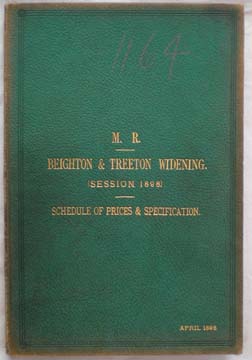 1164
M. R.
BEIGHTON & TREETON WIDENING.
(SESSION 1898)
SCHEDULE OF PRICES & SPECIFICATION.
APRIL 1898